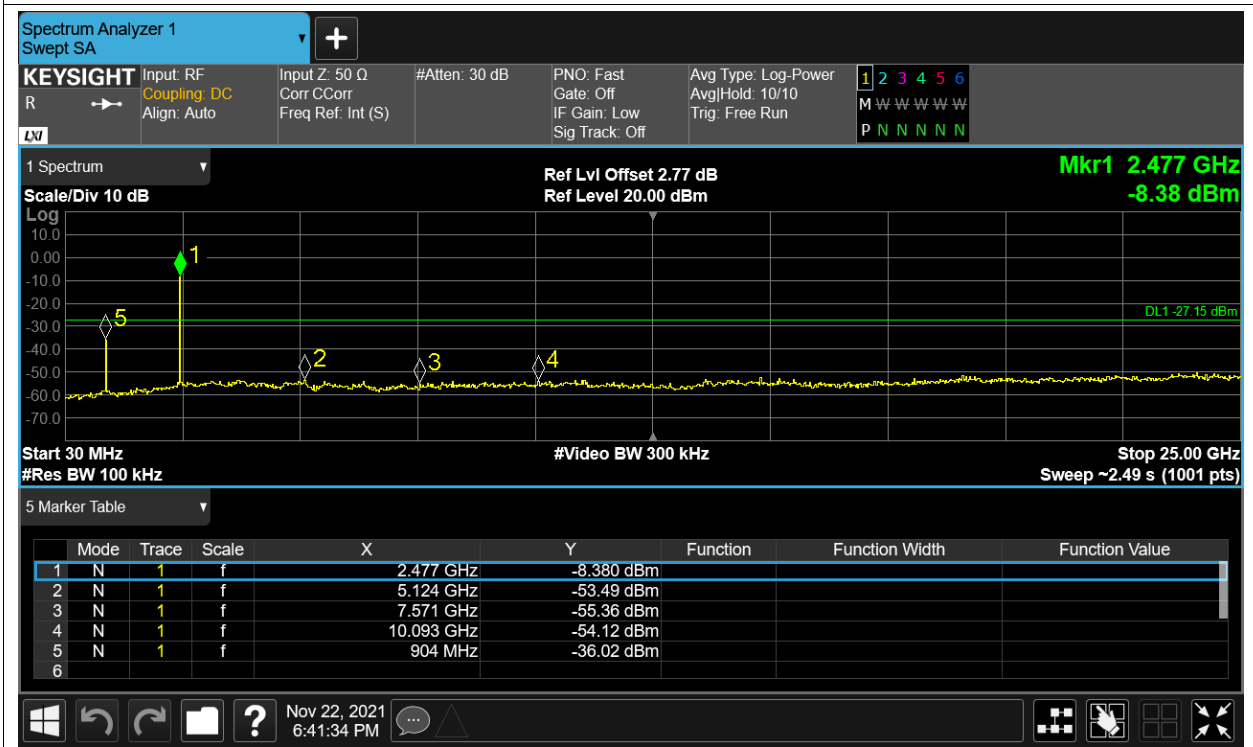 Spectrum Analyzer 1
Swept SA
KEYSIGHT Input: RF Input Z: 50 Ω #Atten: 30 dB PNO: Fast Avg Type: Log-Power 1 2 3 4 5 6
R Coupling: DC Corr CCorr Gate: Off Avg|Hold: 10/10 M W W W W W
Align: Auto Freq Ref: Int (S) IF Gain: Low Trig: Free Run
LXI Sig Track: Off P N N N N N
1 Spectrum Ref Lvl Offset 2.77 dB Mkr1 2.477 GHz
Scale/Div 10 dB Ref Level 20.00 dBm -8.38 dBm
Log
10.0
0.00 1
-10.0
-20.0 5 DL1 -27.15 dBm
-30.0
-40.0 2 3 4
-50.0
-60.0
-70.0
Start 30 MHz #Video BW 300 kHz Stop 25.00 GHz
#Res BW 100 kHz Sweep ~2.49 s (1001 pts)
5 Marker Table
Mode Trace Scale X Y Function Function Width Function Value
1 N 1 f 2.477 GHz -8.380 dBm
2 N 1 f 5.124 GHz -53.49 dBm
3 N 1 f 7.571 GHz -55.36 dBm
4 N 1 f 10.093 GHz -54.12 dBm
5 N 1 f 904 MHz -36.02 dBm
6
? Nov 22, 2021
6:41:34 PM